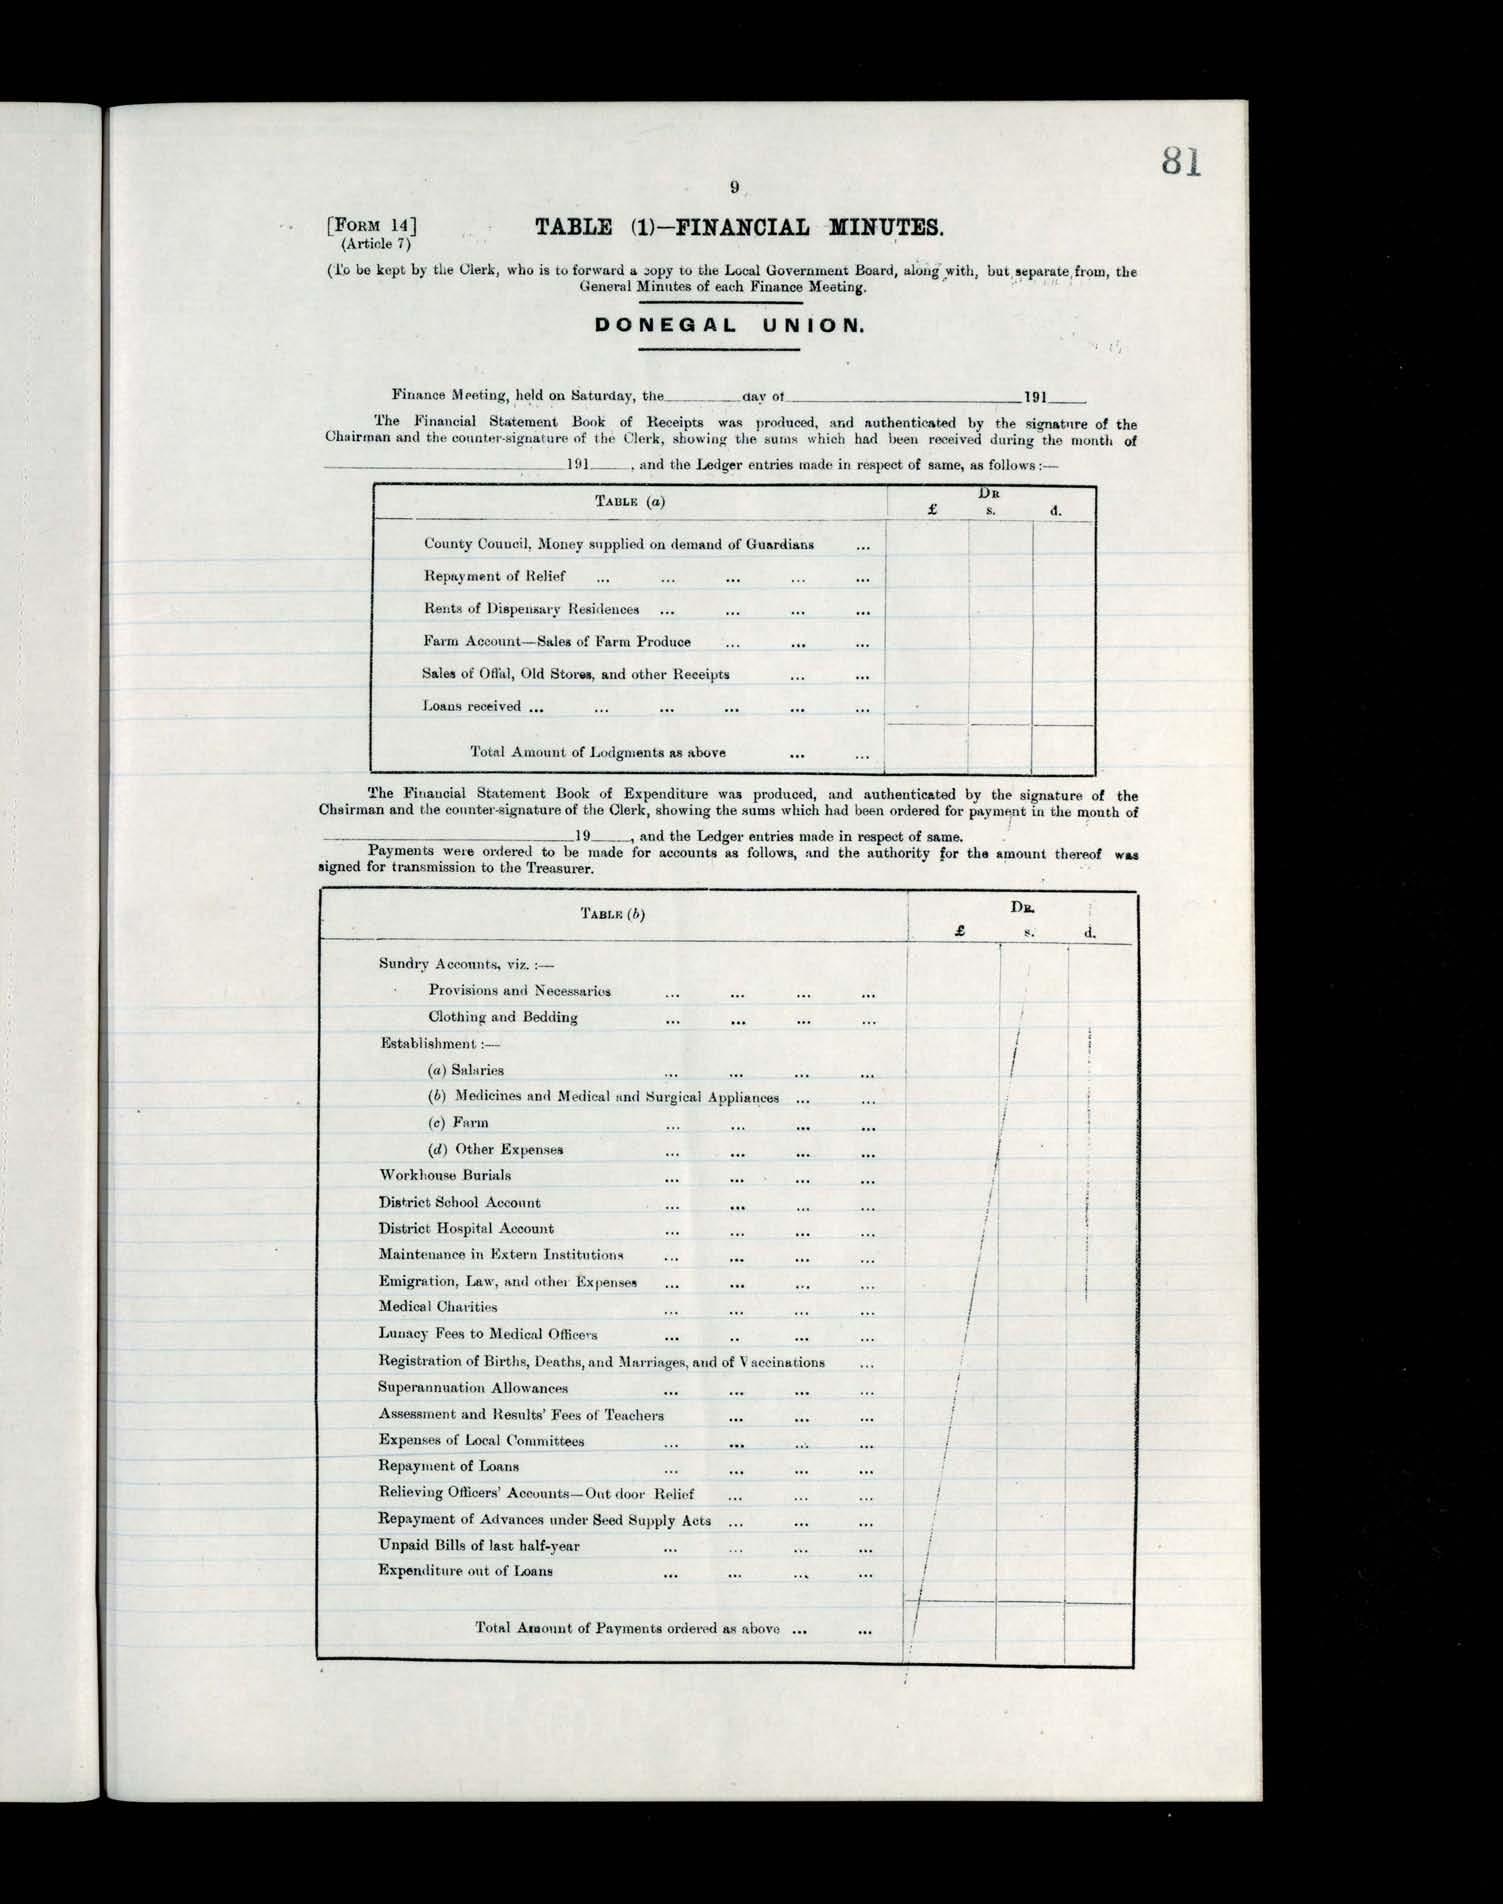 81
9
[FORM 14] TABLE (1)—FINANCIAL MINUTES.
(Article 7)
(To be kept by the Clerk, who is to forward a copy to the Local Government Board, along with, but separate from, the
General Minutes of each Finance Meeting.
DONEGAL UNION.
Finance Meeting, held on Saturday, the ______ day of ______ 191____
The Financial Statement Book of Receipts was produced, and authenticated by the signature of the
Chairman and the counter-signature of the Clerk, showing the sums which had been received during the month of
______ 191____, and the Ledger entries made in respect of same, as follows:—
TABLE (a) DR
£ s. d.
County Council, Money supplied on demand of Guardians ...
Repayment of Relief ... ... ... ... ...
Rents of Dispensary Residences ... ... ... ...
Farm Account—Sales of Farm Produce ... ... ...
Sales of Offal, Old Stores, and other Receipts ... ...
Loans received ... ... ... ... ... ...
Total Amount of Lodgments as above ... ...
The Financial Statement Book of Expenditure was produced, and authenticated by the signature of the
Chairman and the counter-signature of the Clerk, showing the sums which had been ordered for payment in the month of
______ 19____, and the Ledger entries made in respect of same.
Payments were ordered to be made for accounts as follows, and the authority for the amount thereof was
signed for transmission to the Treasurer.
TABLE (b) DR.
£ s. d.
Sundry Accounts, viz. :—
Provisions and Necessaries ... ... ... ...
Clothing and Bedding ... ... ... ...
Establishment :—
(a) Salaries ... ... ... ...
(b) Medicines and Medical and Surgical Appliances ... ...
(c) Farm ... ... ... ...
(d) Other Expenses ... ... ... ...
Workhouse Burials ... ... ... ...
District School Account ... ... ... ...
District Hospital Account ... ... ... ...
Maintenance in Extern Institutions ... ... ... ...
Emigration, Law, and other Expenses ... ... ... ...
Medical Charities ... ... ... ...
Lunacy Fees to Medical Officers ... .. ... ...
Registration of Births, Deaths, and Marriages, and of Vaccinations ...
Superannuation Allowances ... ... ... ...
Assessment and Results' Fees of Teachers ... ... ...
Expenses of Local Committees ... ... ... ...
Repayment of Loans ... ... ... ...
Relieving Officers' Accounts—Out door Relief ... ... ...
Repayment of Advances under Seed Supply Acts ... ... ...
Unpaid Bills of last half-year ... ... ... ...
Expenditure out of Loans ... ... ... ...
Total Amount of Payments ordered as above ... ...